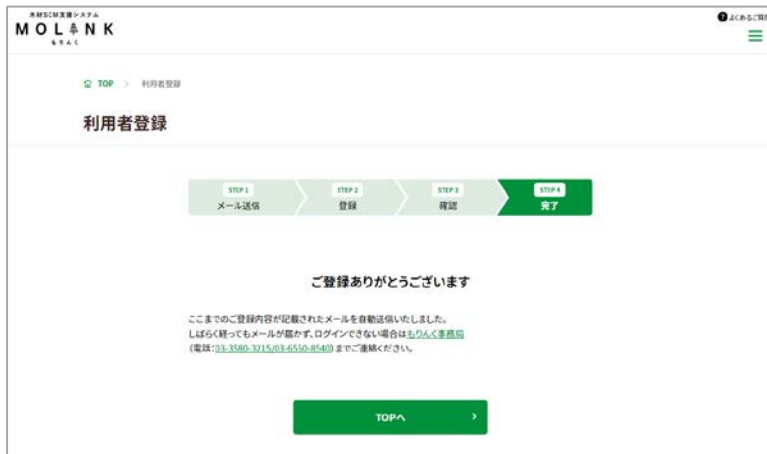 木材SCM支援システム
MOLINK
もりんく
? よくあるご質問
TOP > 利用者登録
利用者登録
STEP 1
メール送信
STEP 2
登録
STEP 3
確認
STEP 4
完了
ご登録ありがとうございます
ここまでのご登録内容が記載されたメールを自動送信いたしました。
しばらく経ってもメールが届かず、ログインできない場合はもりんく事務局
(電話:03-3580-3215/03-6550-8540)までご連絡ください。
TOPへ >